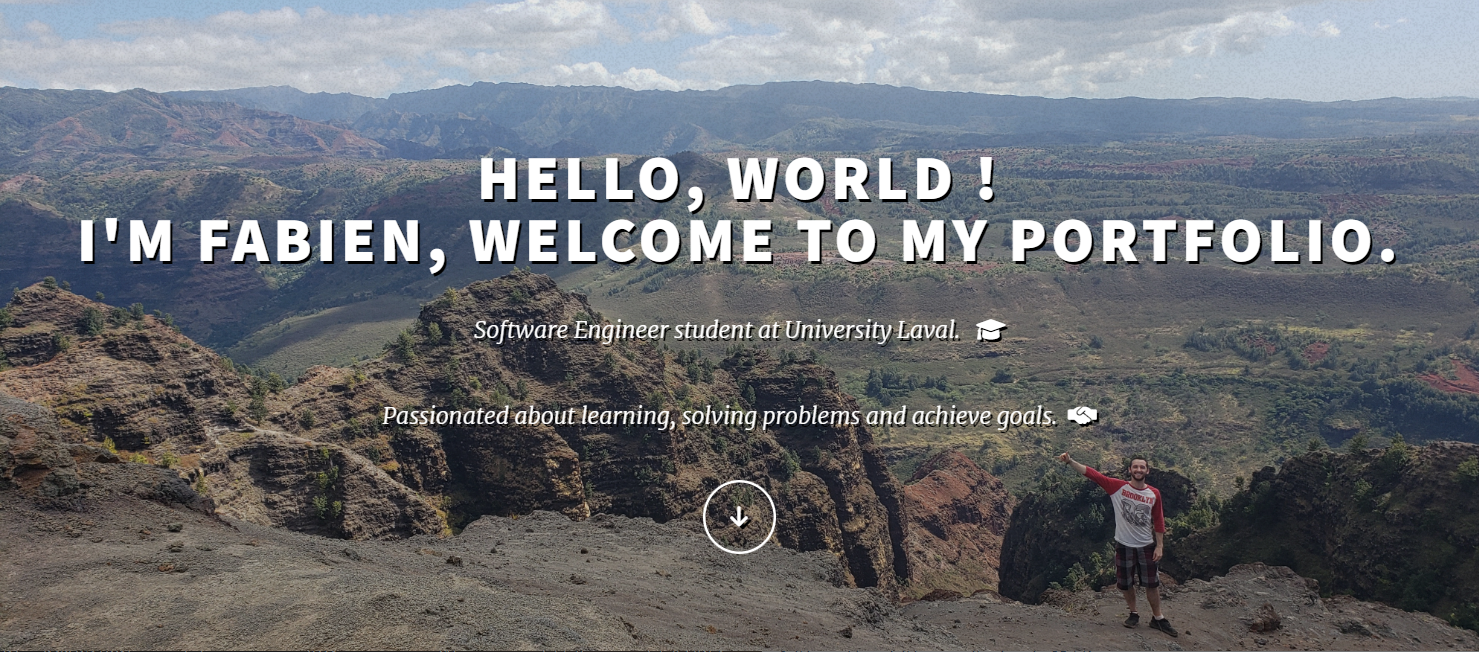 HELLO, WORLD !
I'M FABIEN, WELCOME TO MY PORTFOLIO.
Software Engineer student at University Laval.
Passionated about learning, solving problems and achieve goals.
BROOKLYN